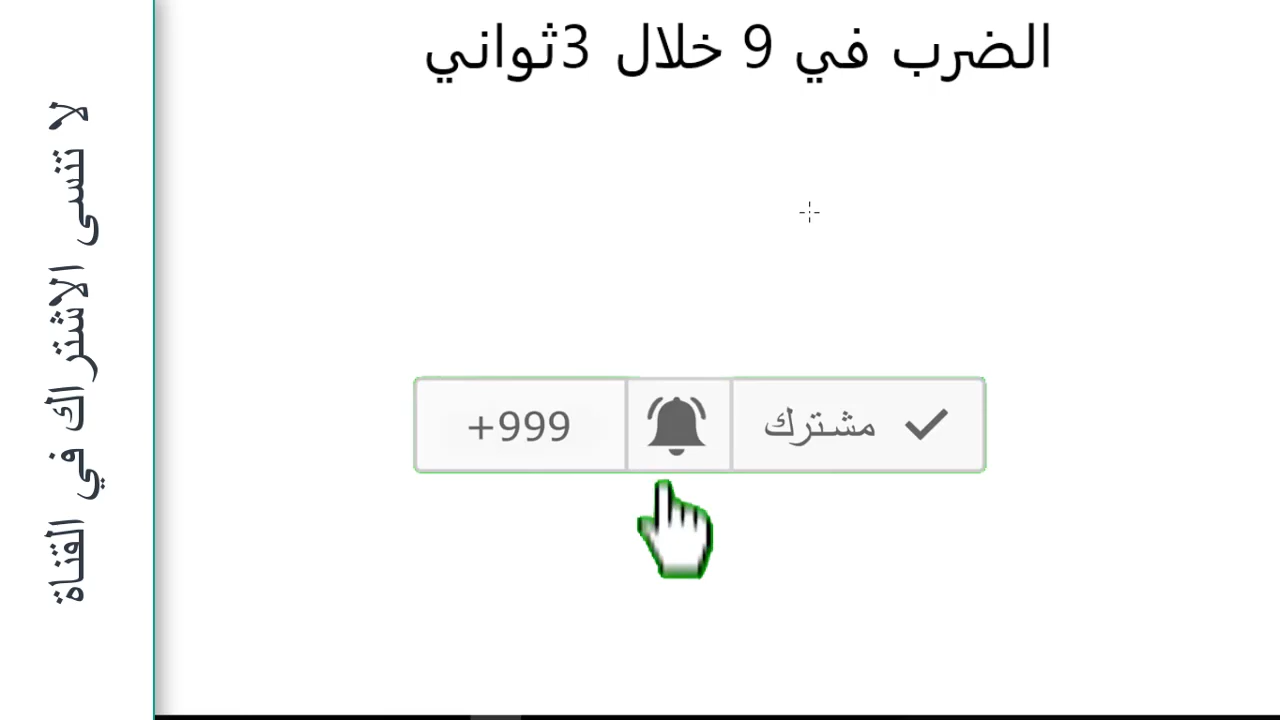 الضرب في 9 خلال 3ثواني
لا تنسى الاشتراك في القناة
مشترك
+999